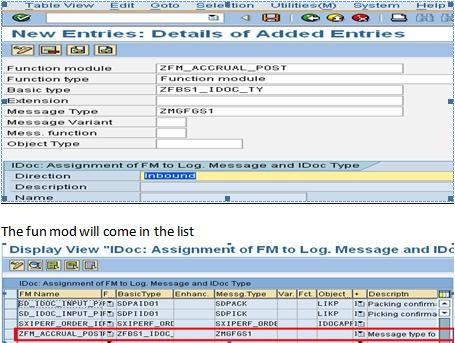 Table View Edit Goto Selection Utilities(M) System Help
New Entries: Details of Added Entries
Function module ZFM_ACCRUAL_POST
Function type Function module
Basic type ZFBS1_IDOC_TY
Extension
Message Type ZMGFGS1
Message Variant
Mess. function
Object Type
IDoc: Assignment of FM to Log. Message and IDoc Type
Direction Inbound
Description
Name
The fun mod will come in the list
Display View "IDoc: Assignment of FM to Log. Message and IDo
IDoc: Assignment of FM to Log. Message and IDoc Type
FM Name F.. BasicType Enhanc. Messg.Type Var. Fct. Object Descriptn
SD_IDOC_INPUT_P SDPAID01 SDPACK LIKP Packing confirma
SD_IDOC_INPUT_P SDPIID01 SDPICK LIKP Picking confirma
SXIPERF_ORDER_ID SXIPERF_ORD SXIPERF_ORDE IDOCAPP
ZFM_ACCRUAL_POST ZFBS1_IDOC_ ZMGFGS1 Message type fo